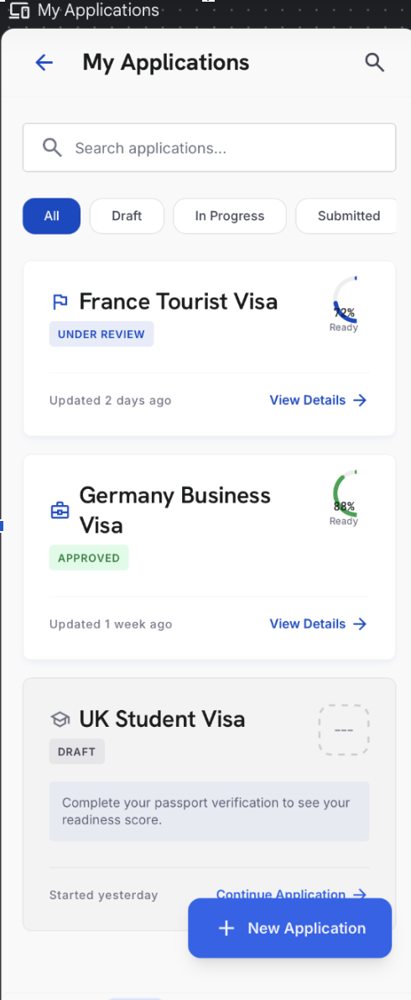 My Applications
My Applications
Search applications...
All
Draft
In Progress
Submitted
France Tourist Visa
72%
Ready
UNDER REVIEW
Updated 2 days ago
View Details
Germany Business
Visa
88%
Ready
APPROVED
Updated 1 week ago
View Details
UK Student Visa
---
DRAFT
Complete your passport verification to see your
readiness score.
Started yesterday
Continue Application
+ New Application